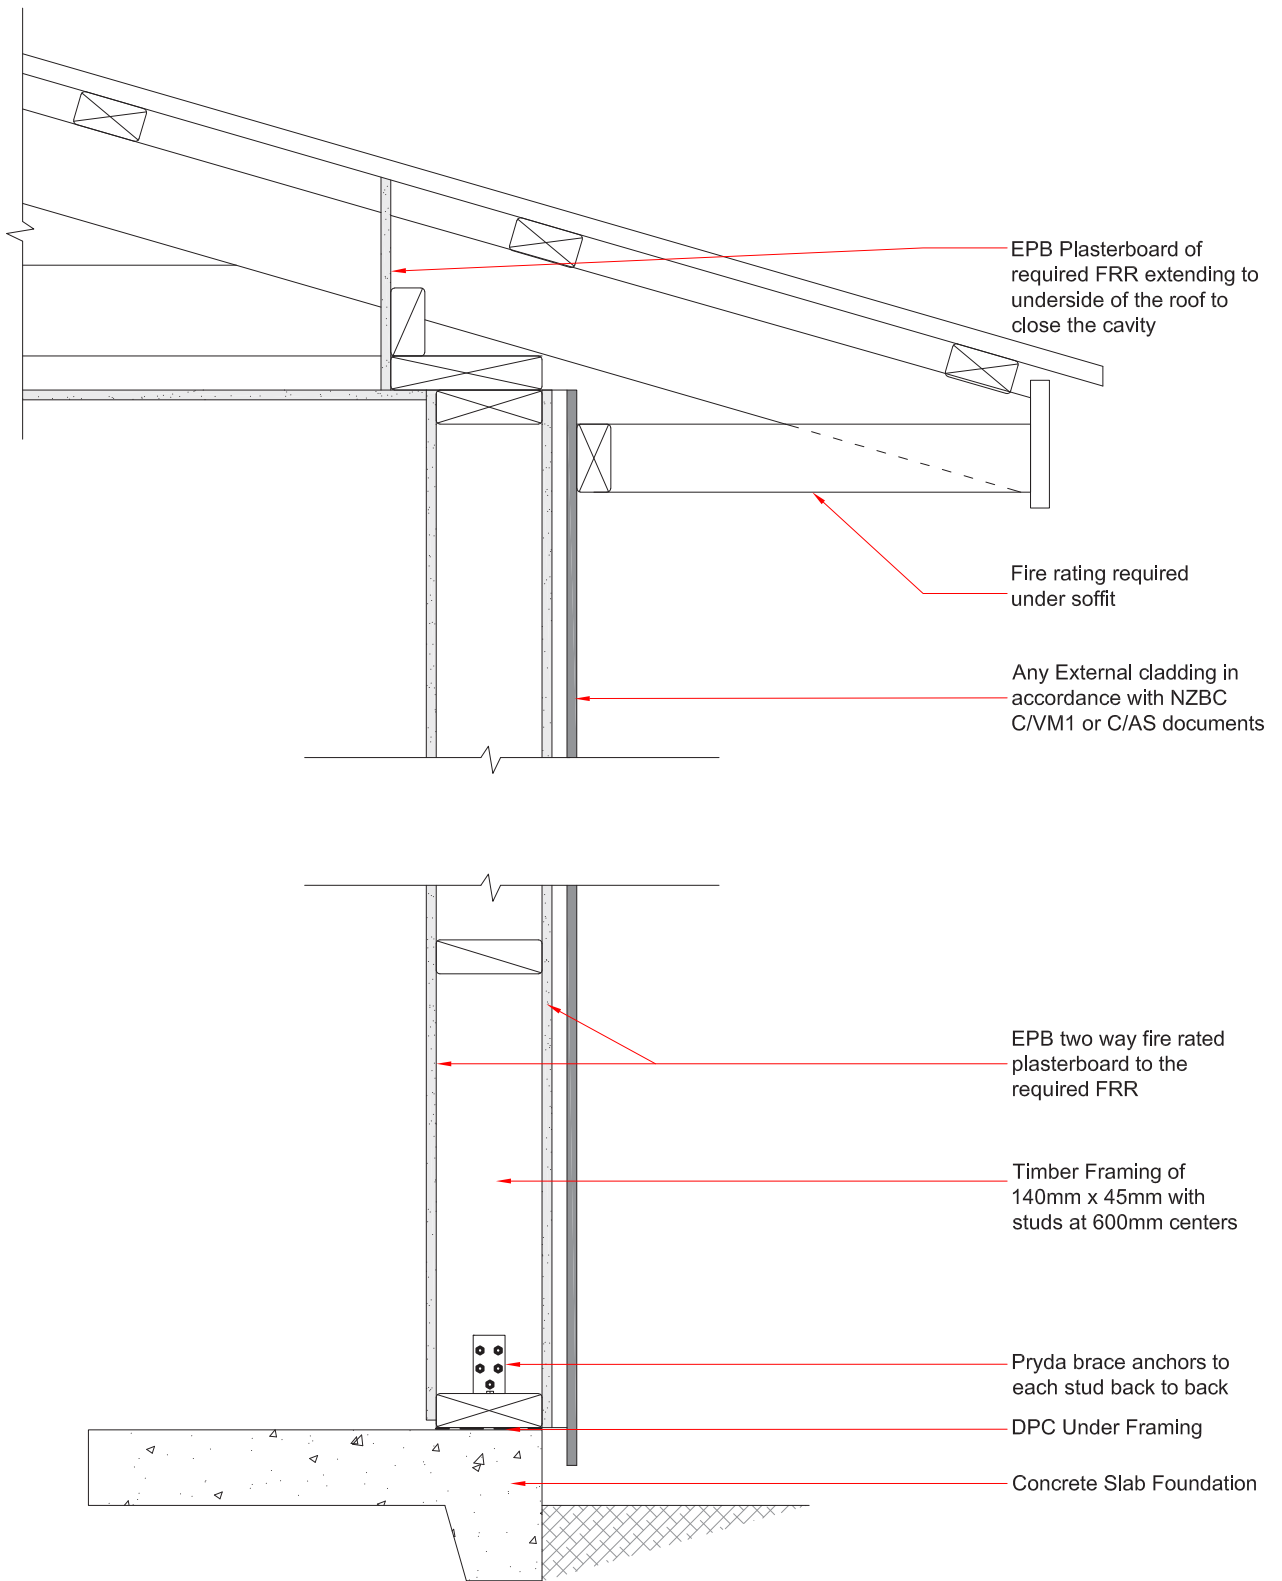 EPB Plasterboard of
required FRR extending to
underside of the roof to
close the cavity
Fire rating required
under soffit
Any External cladding in
accordance with NZBC
C/VM1 or C/AS documents
EPB two way fire rated
plasterboard to the
required FRR
Timber Framing of
140mm x 45mm with
studs at 600mm centers
Pryda brace anchors to
each stud back to back
DPC Under Framing
Concrete Slab Foundation